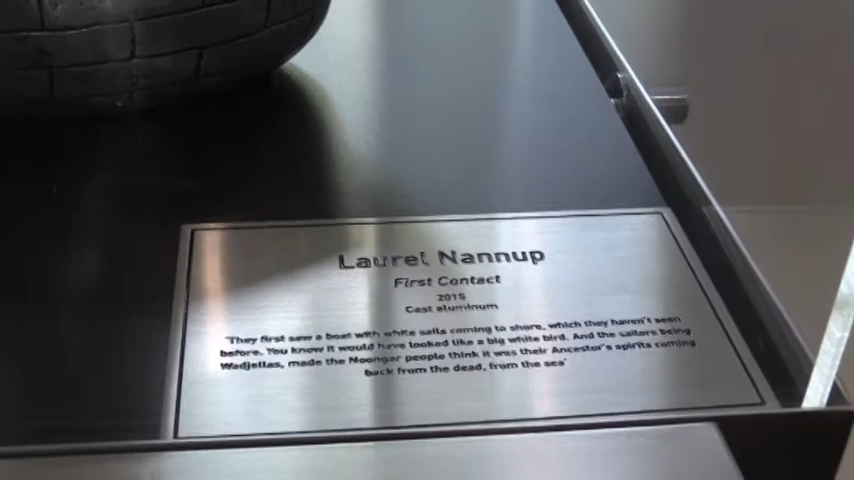 Laurel Nannup
First Contact
2015
Cast aluminum
"They first saw a boat with white sails coming to shore, which they haven't seen
before. You know it would have looked like a big white bird. And the sailors being
Wadjellas, made the Noongar people think it was their Ancestor's spirits coming
back from the dead, from the sea"